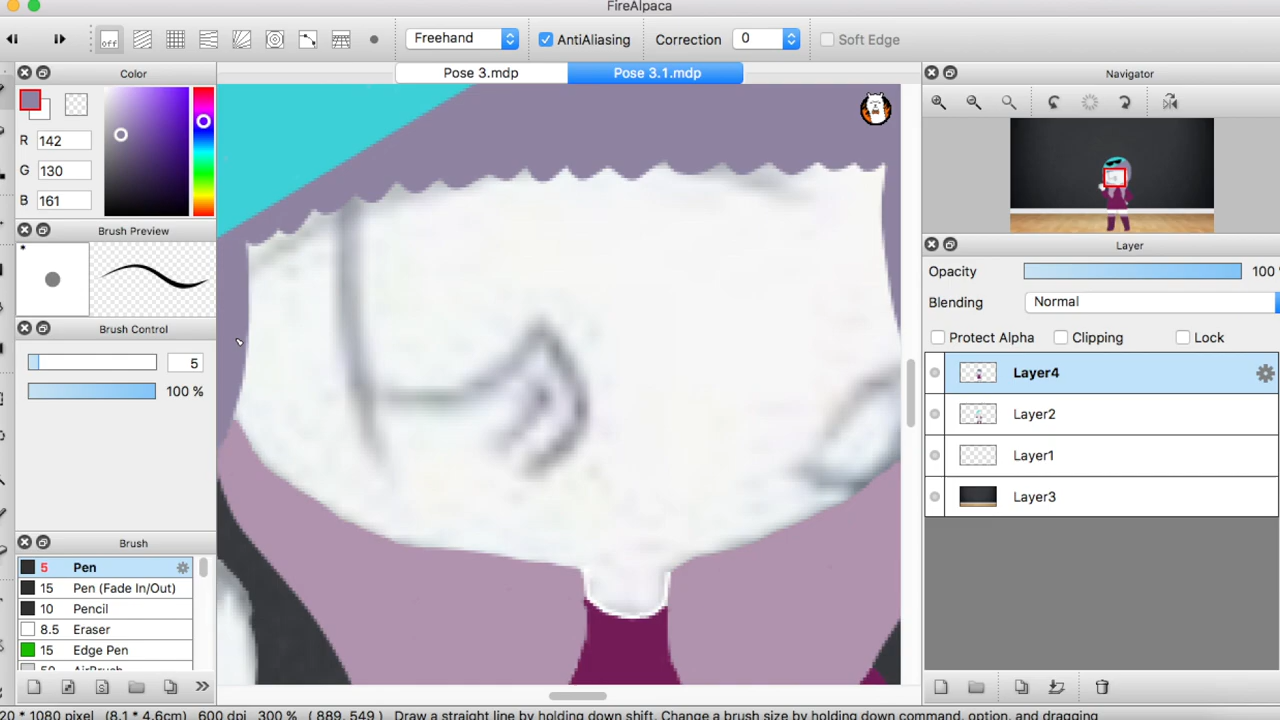 FireAlpaca
off
Freehand
AntiAliasing
Correction
0
Soft Edge
Color
Pose 3.mdp
Pose 3.1.mdp
Navigator
R 142
G 130
B 161
Brush Preview
*
Layer
Opacity
100
Blending
Normal
Brush Control
Protect Alpha
Clipping
Lock
5
Layer4
100 %
Layer2
Layer1
Layer3
Brush
5 Pen
15 Pen (Fade In/Out)
10 Pencil
8.5 Eraser
15 Edge Pen
50 AirBrush
20 * 1080 pixel (8.1 * 4.6cm) 600 dpi 300 % ( 889, 549 ) Draw a straight line by holding down shift. Change a brush size by holding down command, option, and dragging